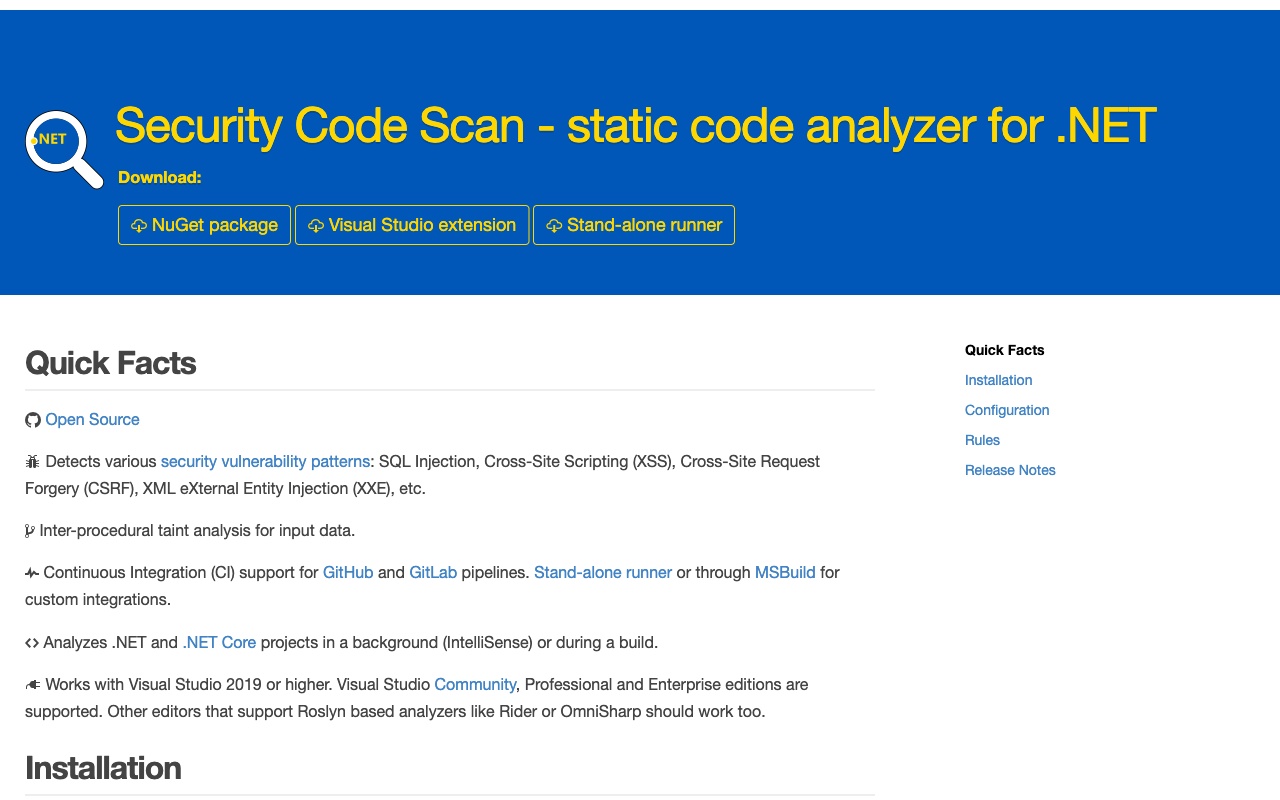 .NET
Security Code Scan - static code analyzer for .NET
Download:
NuGet package
Visual Studio extension
Stand-alone runner
Quick Facts
Open Source
Detects various security vulnerability patterns: SQL Injection, Cross-Site Scripting (XSS), Cross-Site Request
Forgery (CSRF), XML eXternal Entity Injection (XXE), etc.
Inter-procedural taint analysis for input data.
Continuous Integration (CI) support for GitHub and GitLab pipelines. Stand-alone runner or through MSBuild for
custom integrations.
Analyzes .NET and .NET Core projects in a background (IntelliSense) or during a build.
Works with Visual Studio 2019 or higher. Visual Studio Community, Professional and Enterprise editions are
supported. Other editors that support Roslyn based analyzers like Rider or OmniSharp should work too.
Installation
Quick Facts
Installation
Configuration
Rules
Release Notes